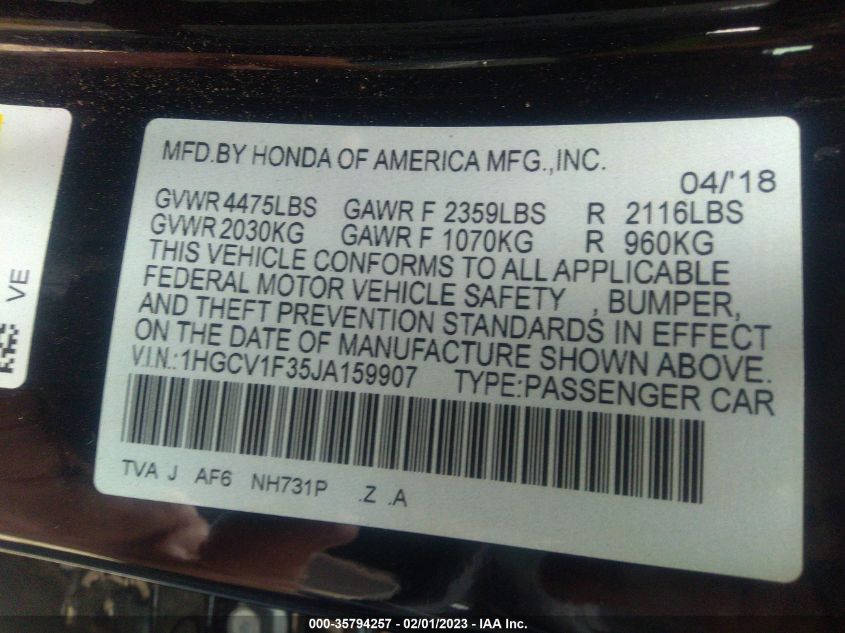 MFD.BY HONDA OF AMERICA MFG.,INC.
04/'18
GVWR 4475LBS GAWR F 2359LBS R 2116LBS
GVWR 2030KG GAWR F 1070KG R 960KG
THIS VEHICLE CONFORMS TO ALL APPLICABLE
FEDERAL MOTOR VEHICLE SAFETY , BUMPER,
AND THEFT PREVENTION STANDARDS IN EFFECT
ON THE DATE OF MANUFACTURE SHOWN ABOVE.
V.I.N.:1HGCV1F35JA159907 TYPE:PASSENGER CAR
TVA J AF6 NH731P .Z .A
VE
000-35794257 - 02/01/2023 - IAA Inc.